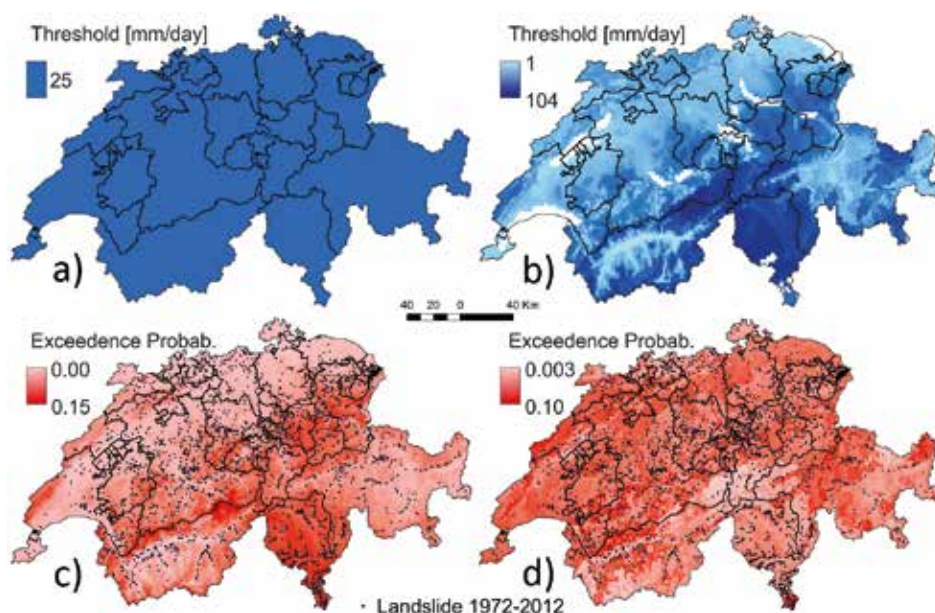 Threshold [mm/day]
25
a)
Threshold [mm/day]
1
104
b)
40 20 0 40 Km
Exceedence Probab.
0.00
0.15
c)
Exceedence Probab.
0.003
0.10
d)
• Landslide 1972-2012